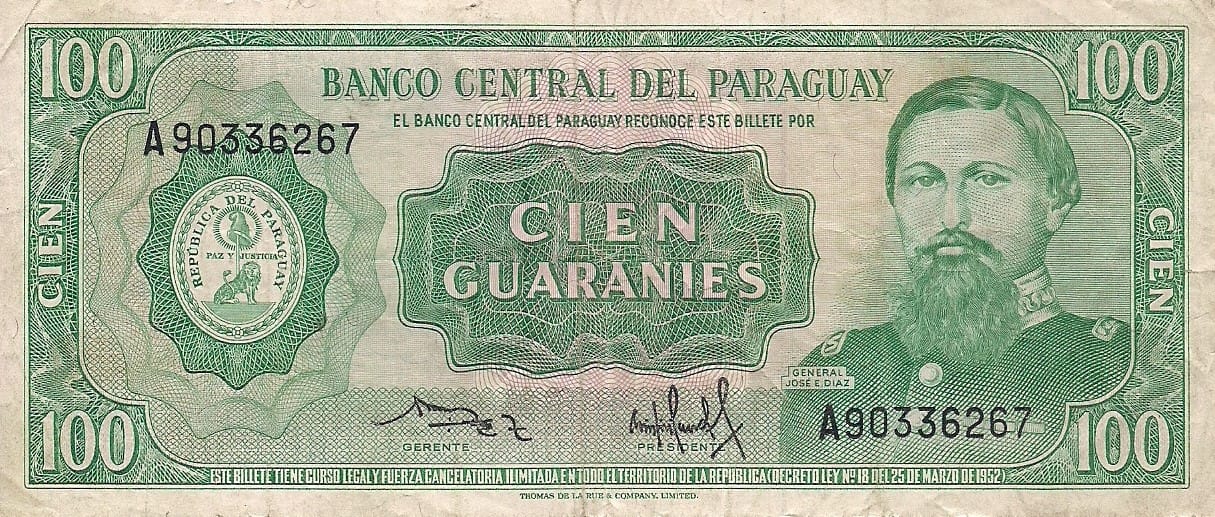 100
100
BANCO CENTRAL DEL PARAGUAY
EL BANCO CENTRAL DEL PARAGUAY RECONOCE ESTE BILLETE POR
A90336267
CIEN
REPÚBLICA DEL PARAGUAY
PAZ Y JUSTICIA
CIEN
GUARANIES
CIEN
GENERAL
JOSE E. DIAZ
A90336267
GERENTE
PRESIDENTE
100
100
ESTE BILLETE TIENE CURSO LEGAL Y FUERZA CANCELATORIA ILIMITADA EN TODO EL TERRITORIO DE LA REPUBLICA (DECRETO LEY Nº 18 DEL 25 DE MARZO DE 1952)
THOMAS DE LA RUE & COMPANY, LIMITED.